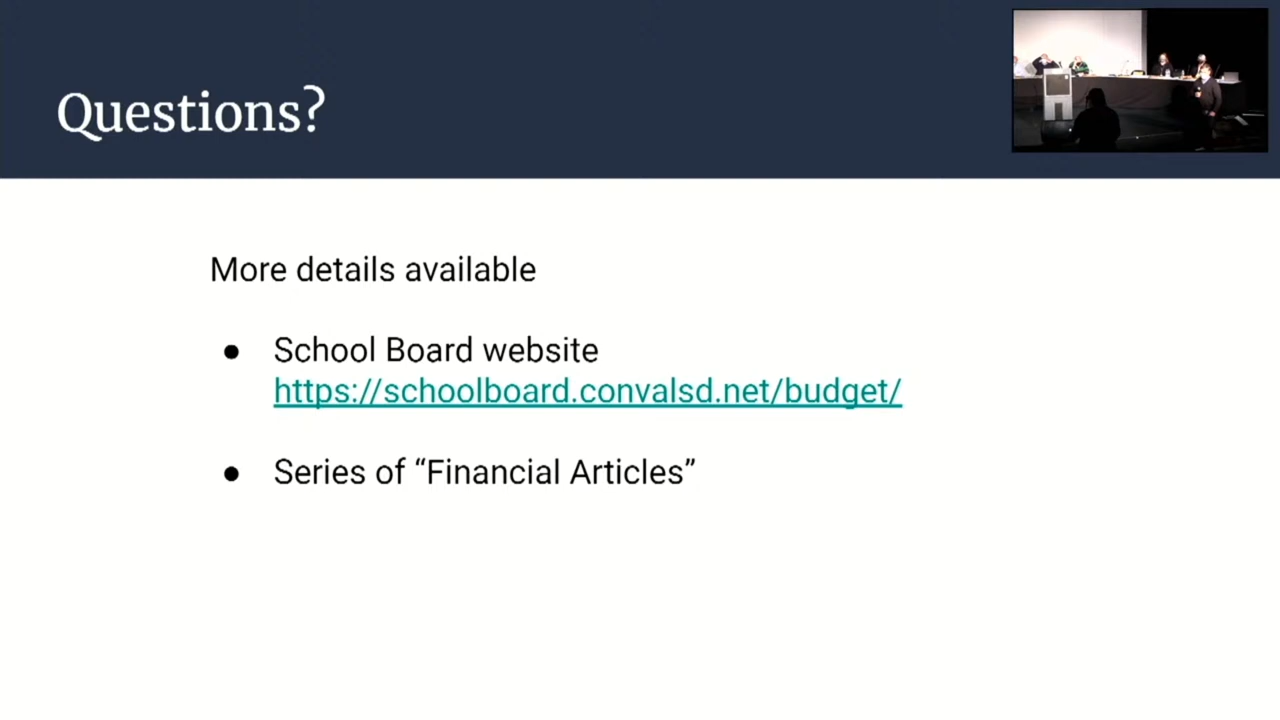 Questions?
More details available
● School Board website
https://schoolboard.convalsd.net/budget/
● Series of “Financial Articles”